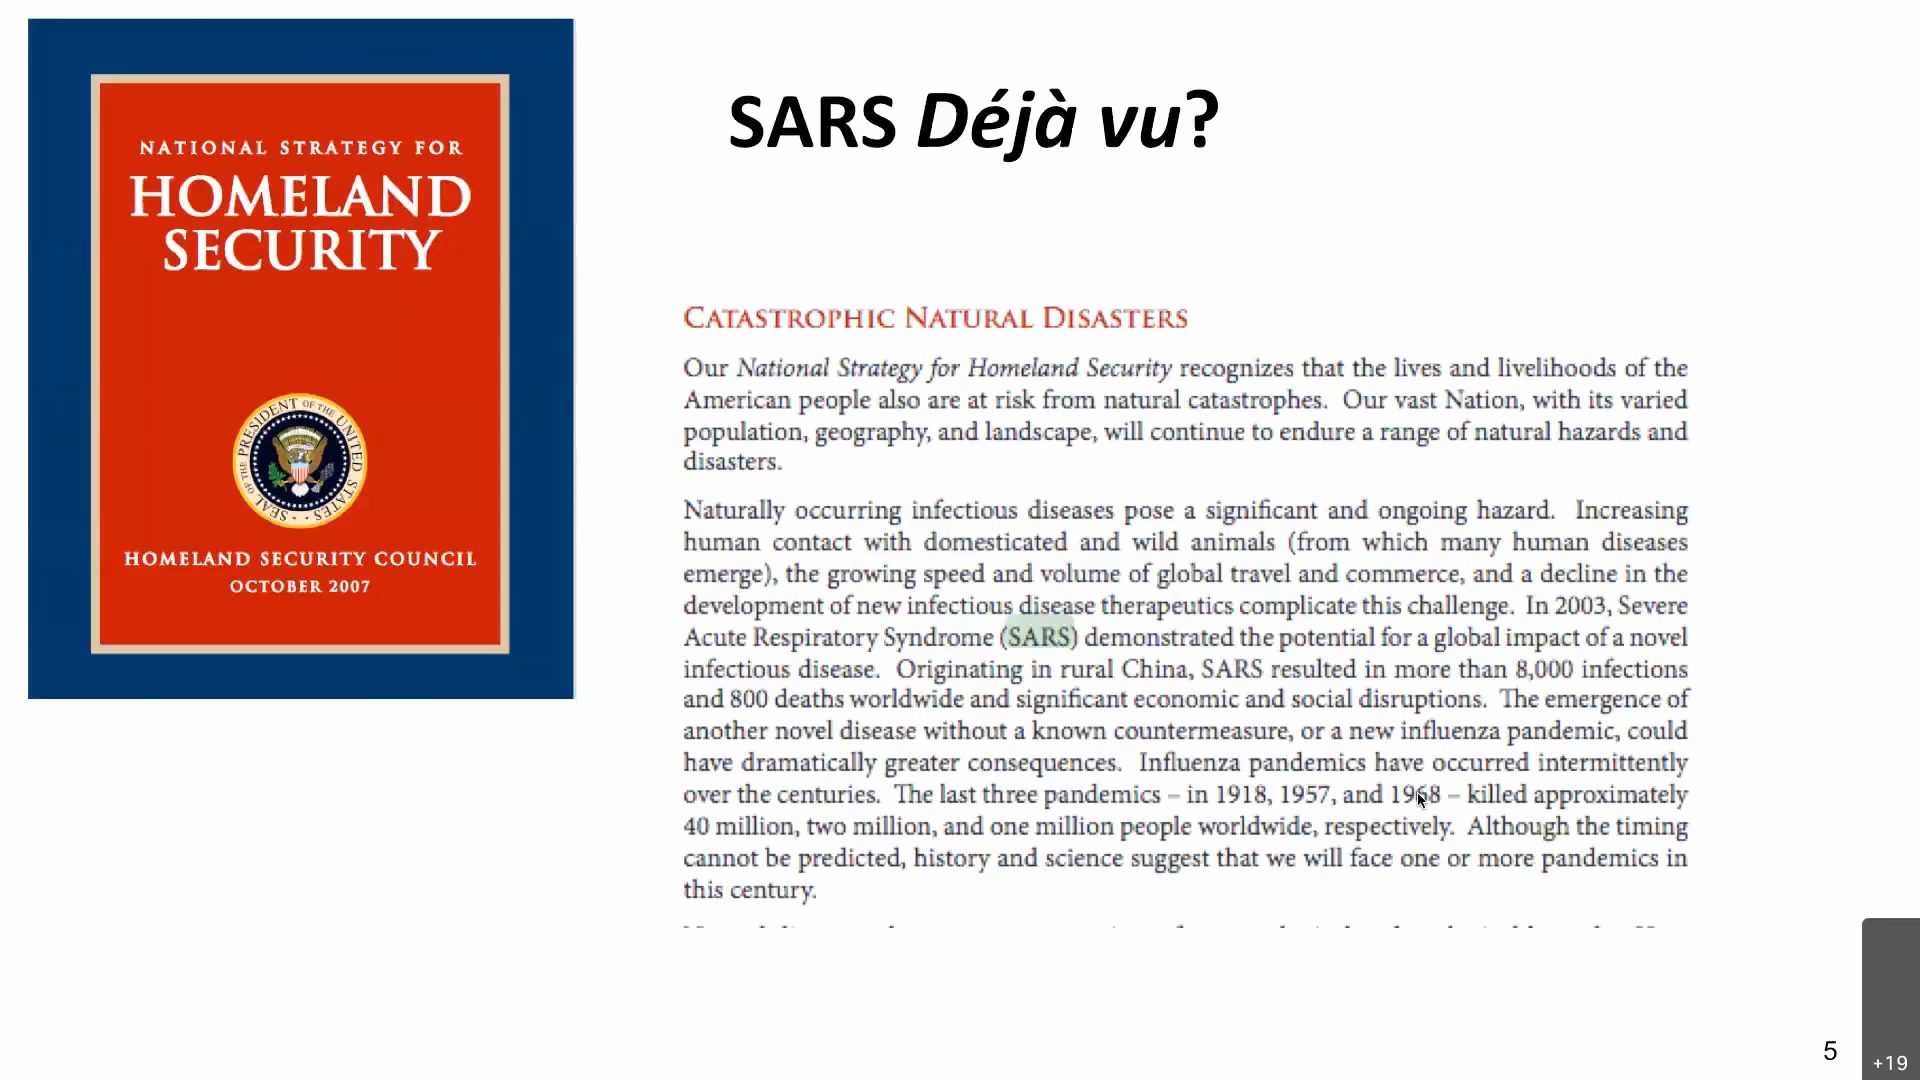 NATIONAL STRATEGY FOR
HOMELAND
SECURITY
SEAL OF THE PRESIDENT OF THE UNITED STATES
HOMELAND SECURITY COUNCIL
OCTOBER 2007
SARS Déjà vu?
CATASTROPHIC NATURAL DISASTERS
Our National Strategy for Homeland Security recognizes that the lives and livelihoods of the
American people also are at risk from natural catastrophes. Our vast Nation, with its varied
population, geography, and landscape, will continue to endure a range of natural hazards and
disasters.
Naturally occurring infectious diseases pose a significant and ongoing hazard. Increasing
human contact with domesticated and wild animals (from which many human diseases
emerge), the growing speed and volume of global travel and commerce, and a decline in the
development of new infectious disease therapeutics complicate this challenge. In 2003, Severe
Acute Respiratory Syndrome (SARS) demonstrated the potential for a global impact of a novel
infectious disease. Originating in rural China, SARS resulted in more than 8,000 infections
and 800 deaths worldwide and significant economic and social disruptions. The emergence of
another novel disease without a known countermeasure, or a new influenza pandemic, could
have dramatically greater consequences. Influenza pandemics have occurred intermittently
over the centuries. The last three pandemics – in 1918, 1957, and 1968 – killed approximately
40 million, two million, and one million people worldwide, respectively. Although the timing
cannot be predicted, history and science suggest that we will face one or more pandemics in
this century.
5
+19